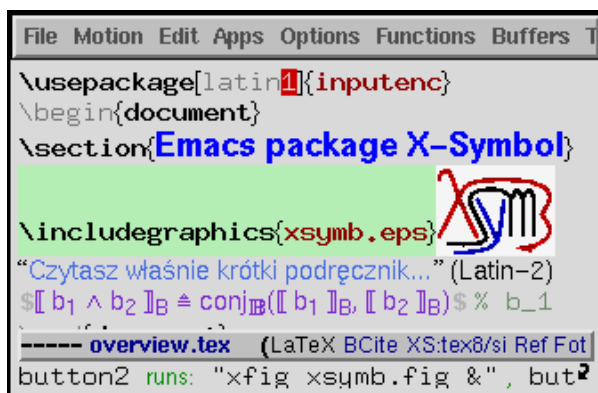 File Motion Edit Apps Options Functions Buffers T
\usepackage[latin1]{inputenc}
\begin{document}
\section{Emacs package X–Symbol}
\includegraphics{xsymb.eps} Xsymb
“Czytasz właśnie krótki podręcznik...” (Latin–2)
$⟦ b₁ ∧ b₂ ⟧B ≙ conj𝔹(⟦ b₁ ⟧B, ⟦ b₂ ⟧B)$ % b_1
----- overview.tex (LaTeX BCite XS:tex8/si Ref Fot
button2 runs: "xfig xsymb.fig &", but